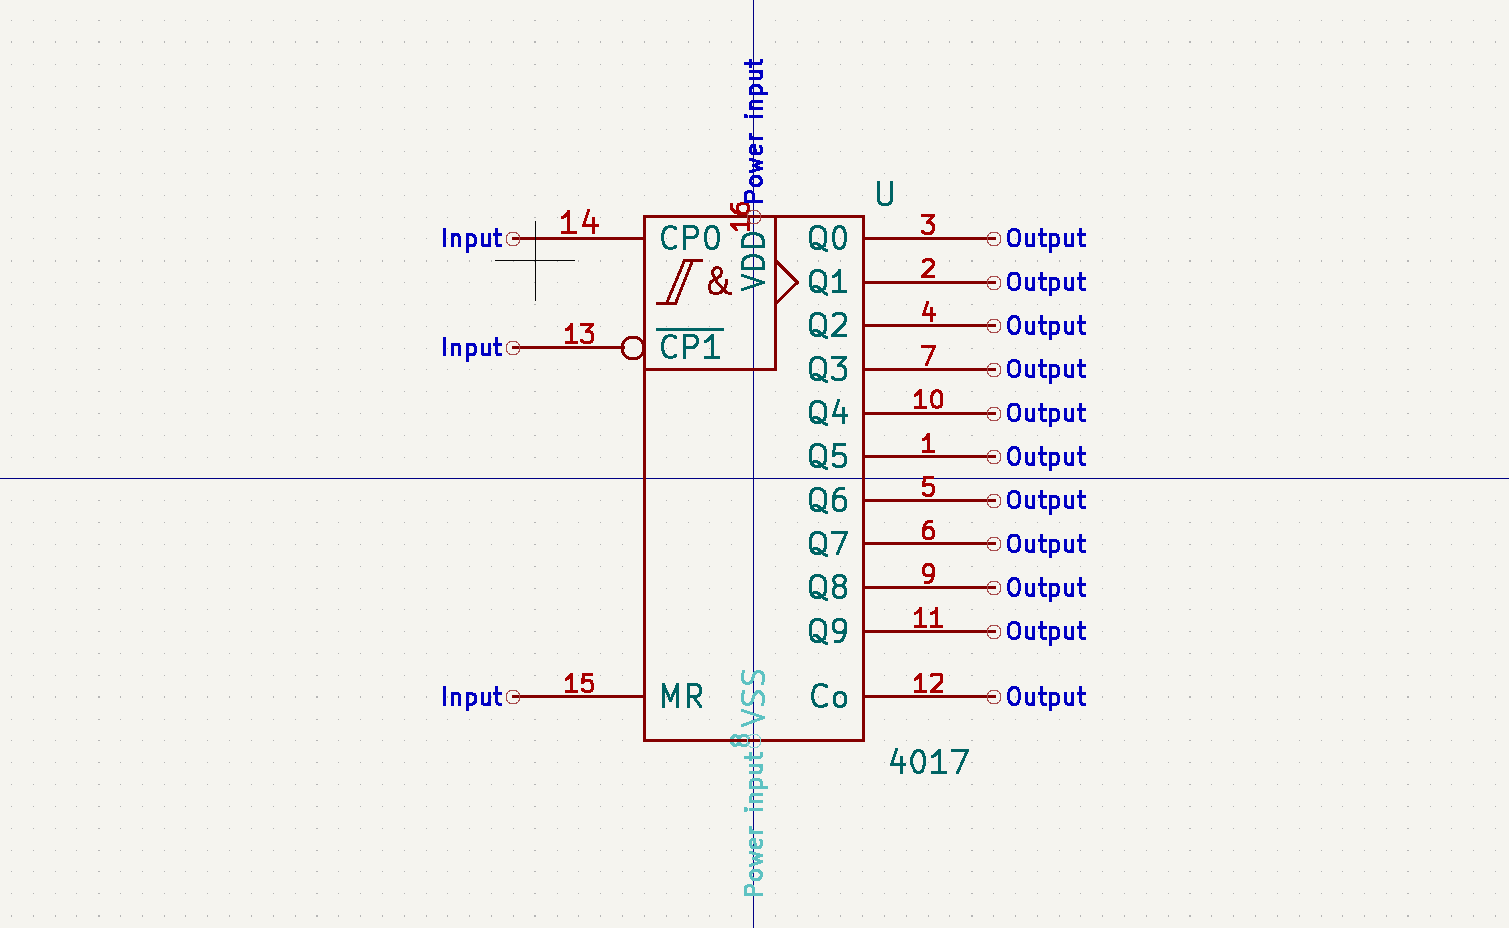 Power input
16
VDD
U
Input
14
CP0
&
Input
13
CP1
Q0
3
Output
Q1
2
Output
Q2
4
Output
Q3
7
Output
Q4
10
Output
Q5
1
Output
Q6
5
Output
Q7
6
Output
Q8
9
Output
Q9
11
Output
Input
15
MR
Co
12
Output
VSS
8
Power input
4017